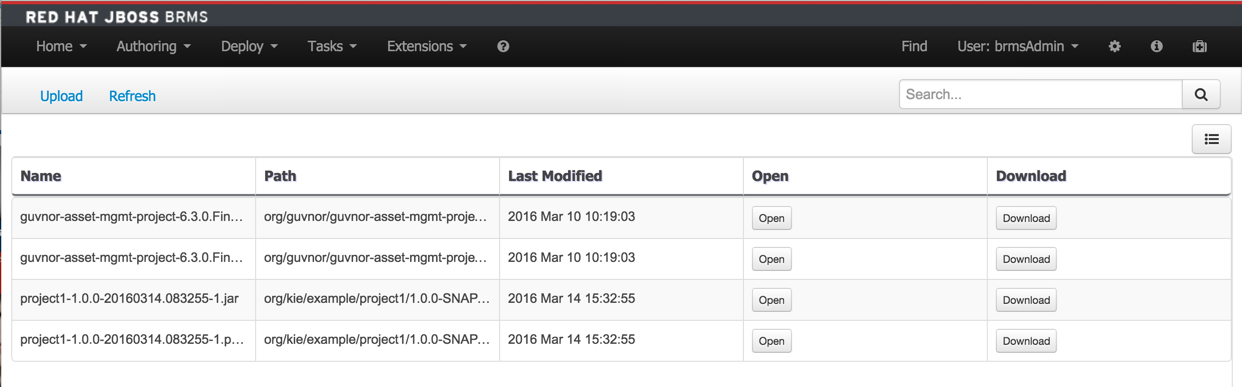 RED HAT JBOSS BRMS
Home Authoring Deploy Tasks Extensions Find User: brmsAdmin
Upload Refresh Search...
Name Path Last Modified Open Download
guvnor-asset-mgmt-project-6.3.0.Fin... org/guvnor/guvnor-asset-mgmt-proje... 2016 Mar 10 10:19:03 Open Download
guvnor-asset-mgmt-project-6.3.0.Fin... org/guvnor/guvnor-asset-mgmt-proje... 2016 Mar 10 10:19:03 Open Download
project1-1.0.0-20160314.083255-1.jar org/kie/example/project1/1.0.0-SNAP... 2016 Mar 14 15:32:55 Open Download
project1-1.0.0-20160314.083255-1.p... org/kie/example/project1/1.0.0-SNAP... 2016 Mar 14 15:32:55 Open Download